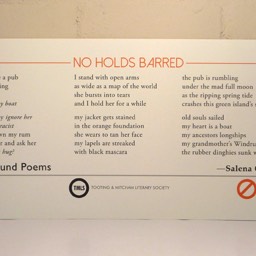 NO HOLDS BARRED
a pub
ing
y boat
ignore her
wn my rum
r and ask her
hug!
I stand with open arms
as wide as a map of the world
she bursts into tears
and I hold her for a while
my jacket gets stained
in the orange foundation
she wears to tan her face
my lapels are streaked
with black mascara
the pub is rumbling
under the mad full moon
as the ripping spring tide
crashes this green island's
old souls sailed
my heart is a boat
my ancestors longships
my grandmother's Windru
the rubber dinghies sunk w
und Poems
—Salena
TMLS
TOOTING & MITCHAM LITERARY SOCIETY